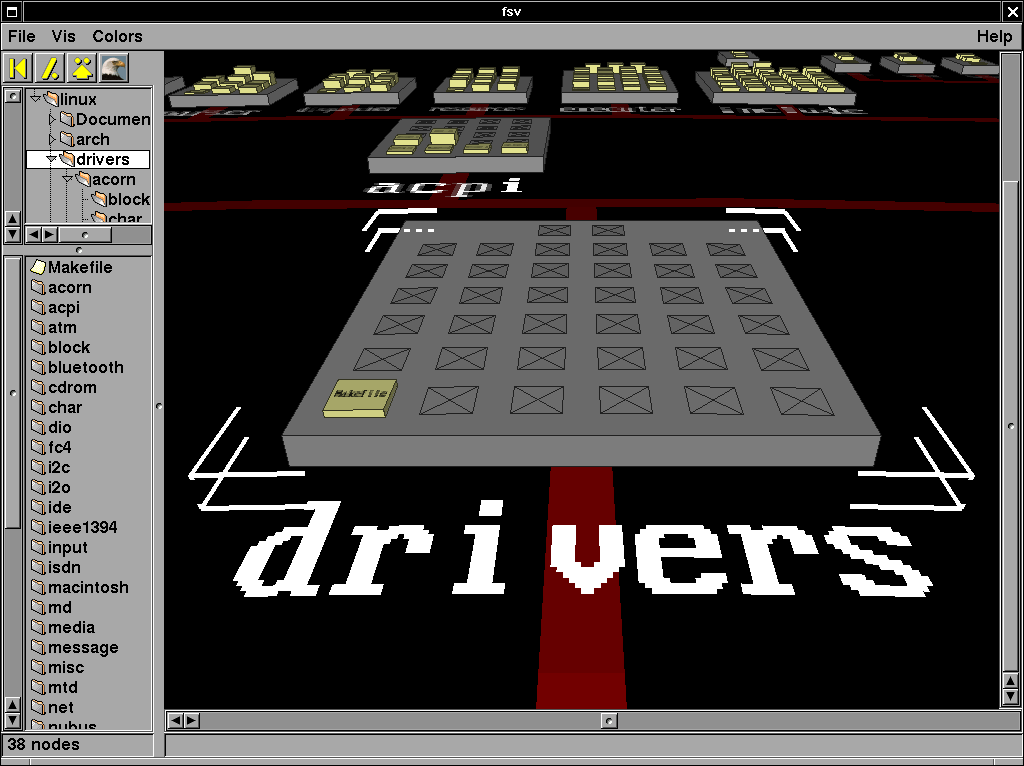 fsv
File Vis Colors Help
linux
Documen
arch
drivers
acorn
block
char
Makefile
acorn
acpi
atm
block
bluetooth
cdrom
char
dio
fc4
i2c
i2o
ide
ieee1394
input
isdn
macintosh
md
media
message
misc
mtd
net
nubus
38 nodes
executer
include
acpi
Makefile
drivers